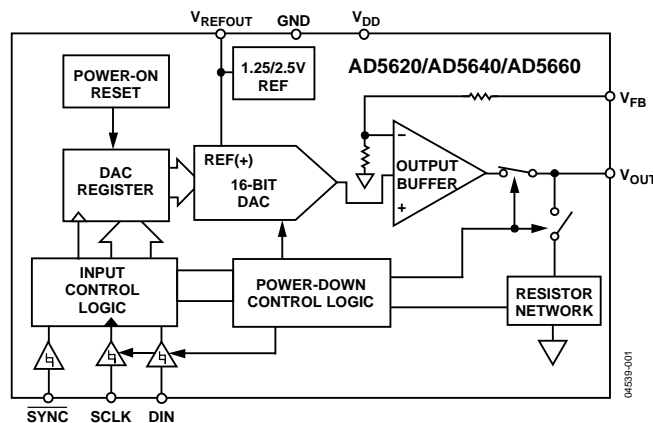 VREFOUT
GND
VDD
POWER-ON
RESET
1.25/2.5V
REF
AD5620/AD5640/AD5660
VFB
DAC
REGISTER
REF(+)
16-BIT
DAC
–
OUTPUT
BUFFER
+
VOUT
INPUT
CONTROL
LOGIC
POWER-DOWN
CONTROL LOGIC
RESISTOR
NETWORK
SYNC
SCLK
DIN
04539-001